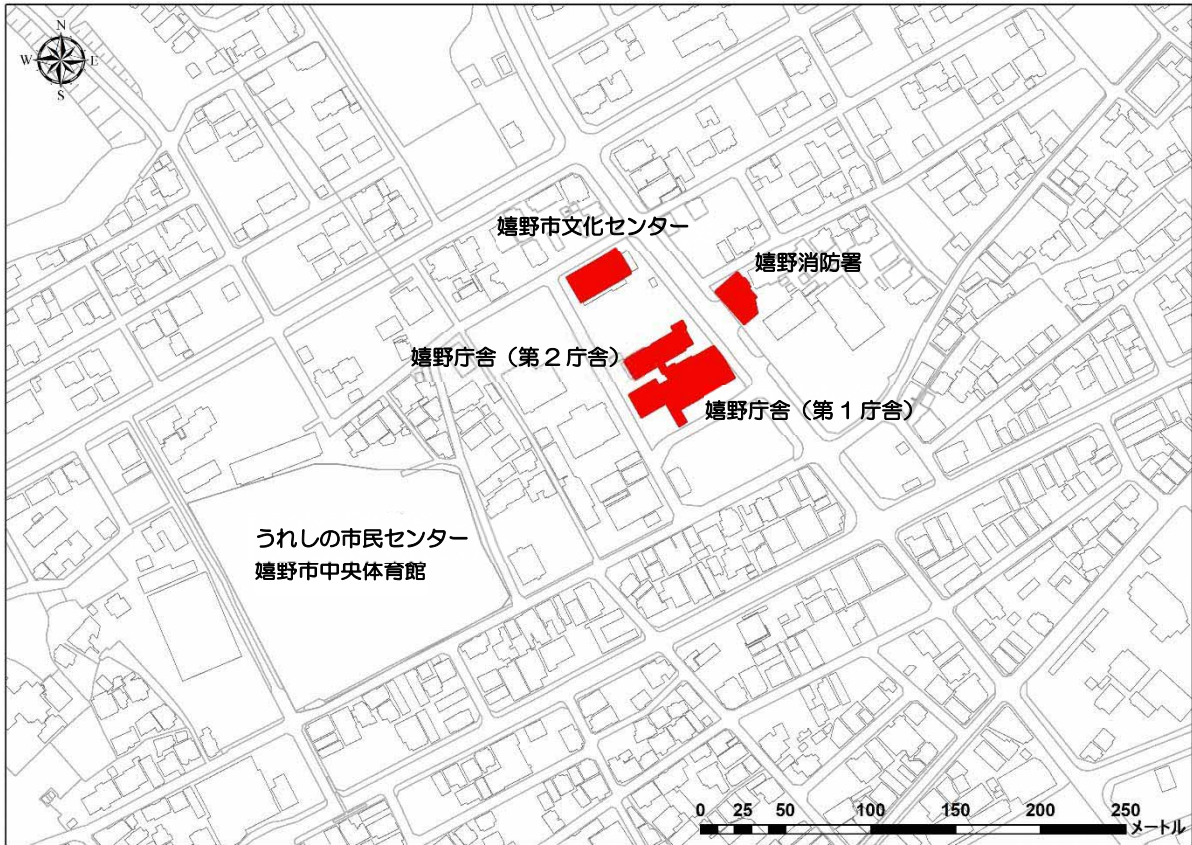 N
W E
S
嬉野市文化センター
嬉野消防署
嬉野庁舎（第２庁舎）
嬉野庁舎（第１庁舎）
うれしの市民センター
嬉野市中央体育館
0 25 50 100 150 200 250
メートル